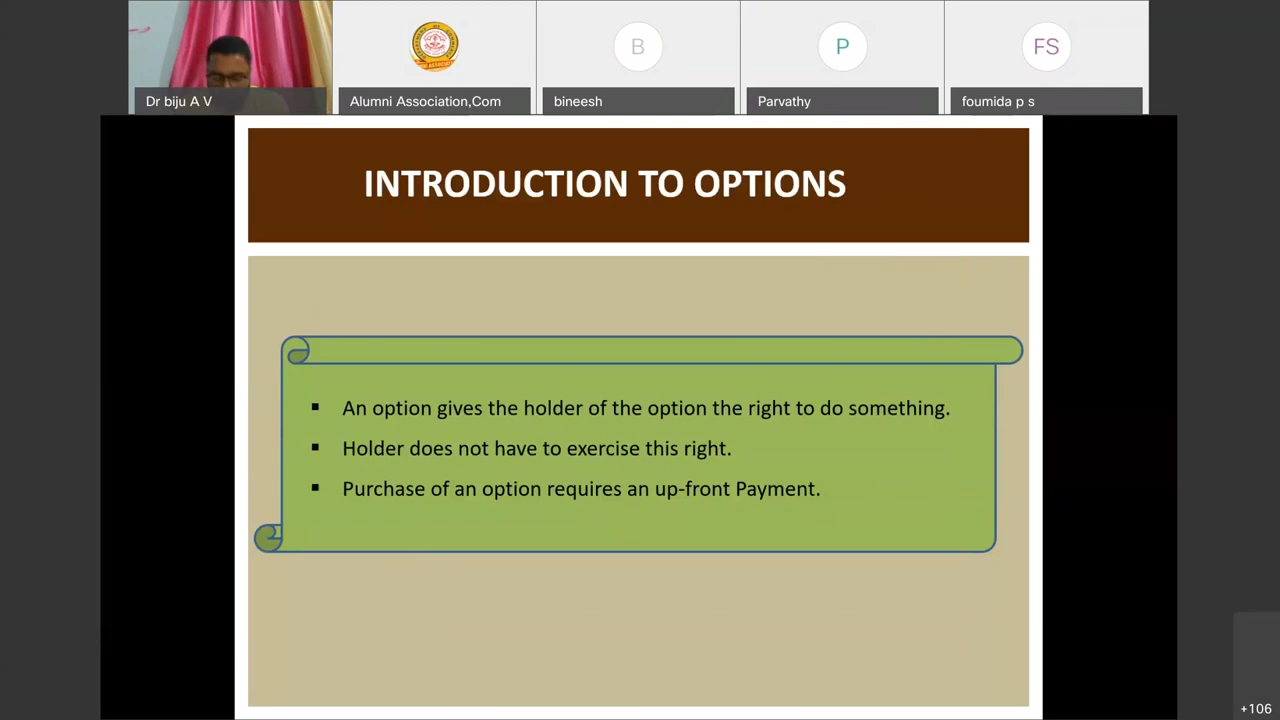 B
P
FS
Dr biju A V
Alumni Association,Com
bineesh
Parvathy
foumida p s
INTRODUCTION TO OPTIONS
▪ An option gives the holder of the option the right to do something.
▪ Holder does not have to exercise this right.
▪ Purchase of an option requires an up-front Payment.
+106